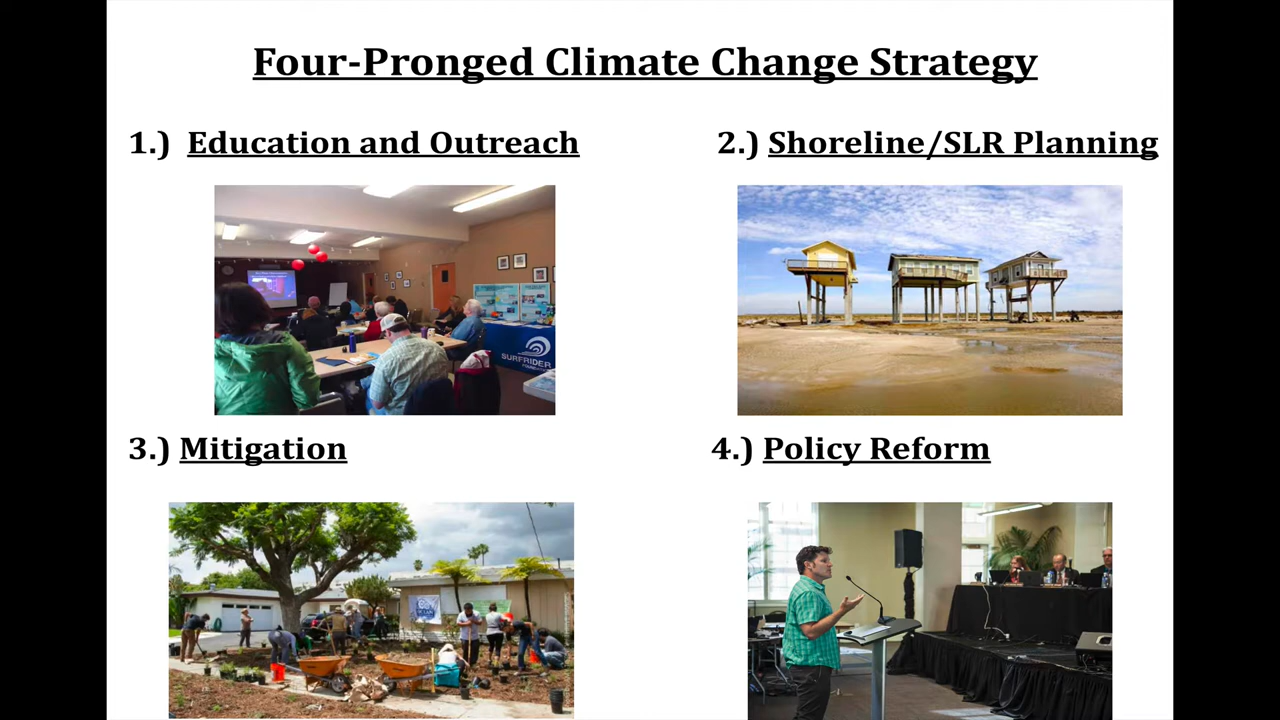 Four-Pronged Climate Change Strategy
1.) Education and Outreach
2.) Shoreline/SLR Planning
SURFRIDER
3.) Mitigation
4.) Policy Reform